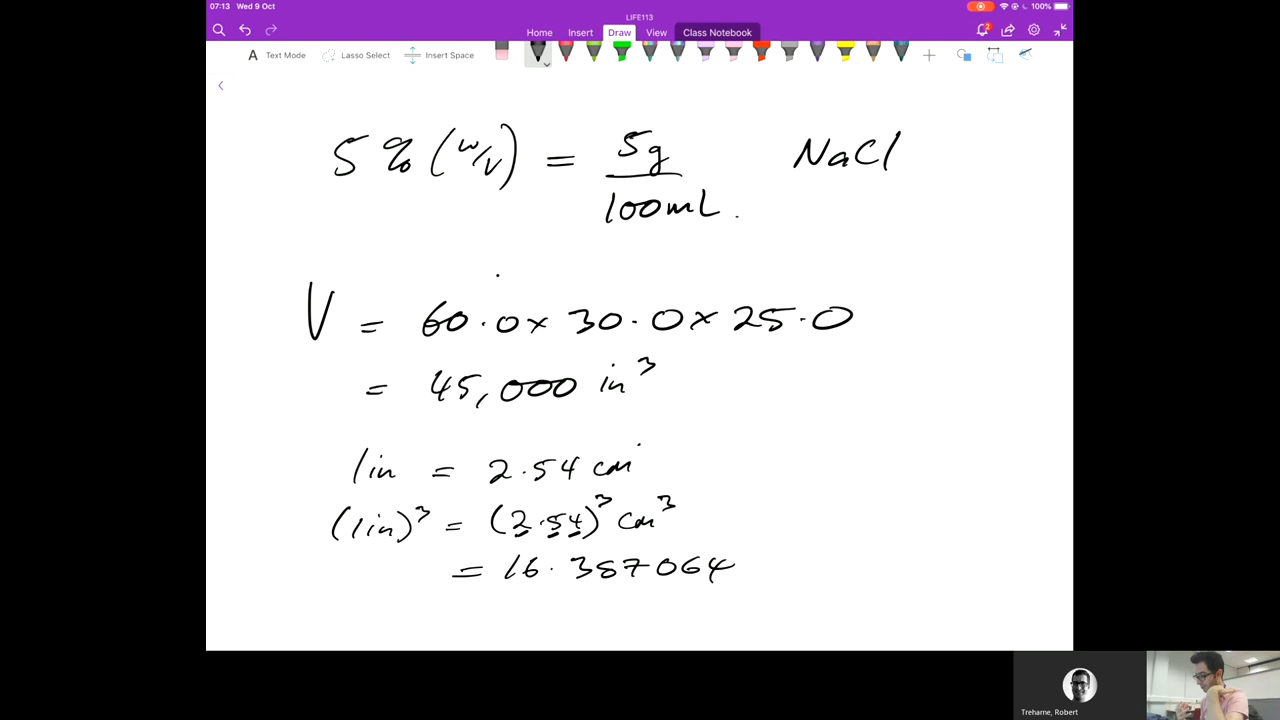 07:13 Wed 9 Oct
100%
LIFE113
Home Insert Draw View Class Notebook
2
A Text Mode Lasso Select Insert Space
5 % (w/v) = 5g / 100mL. NaCl
V = 60.0 x 30.0 x 25.0
= 45,000 in³
1in = 2.54 cm
(1in)³ = (2.54)³ cm³
= 16.387064
Treharne, Robert